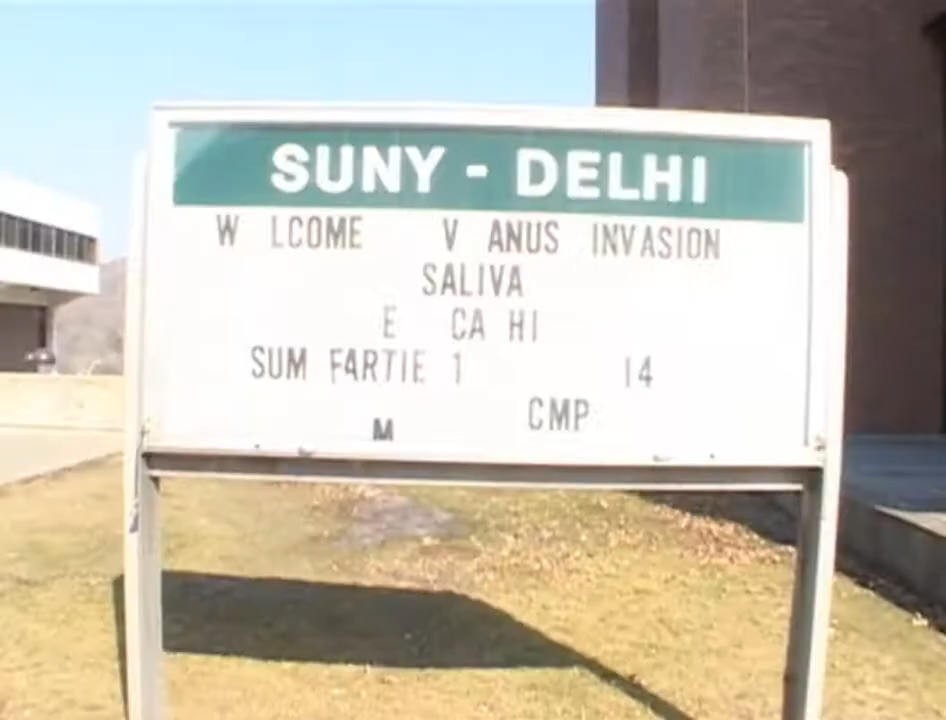 SUNY - DELHI
W LCOME V ANUS INVASION
SALIVA
E CA HI
SUM FARTIE 1 14
M CMP